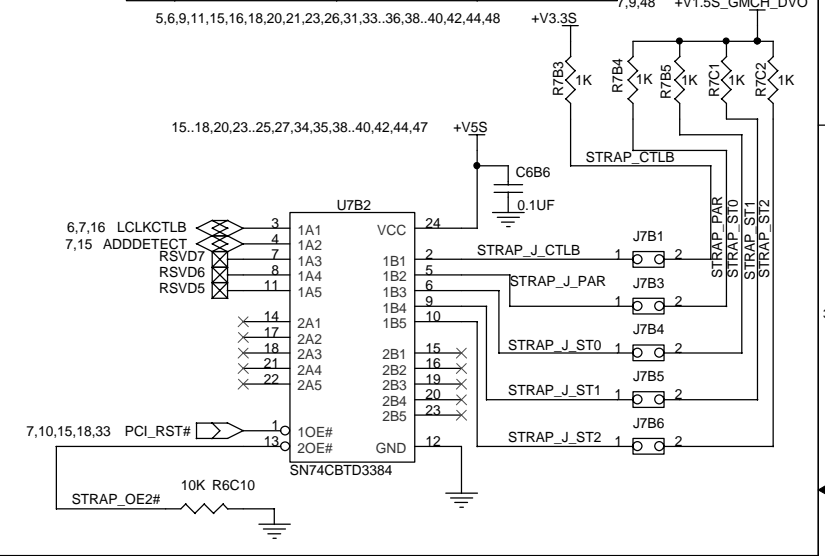 7,9,48 +V1.5S_GMCH_DVO
5,6,9,11,15,16,18,20,21,23,26,31,33..36,38..40,42,44,48 +V3.3S
R7B3 1K R7B4 1K R7B5 1K R7C1 1K R7C2 1K
15..18,20,23..25,27,34,35,38..40,42,44,47 +V5S
STRAP_CTLB
C6B6
0.1UF
STRAP_PAR
STRAP_ST0
STRAP_ST1
STRAP_ST2
U7B2
6,7,16 LCLKCTLB 3 1A1 VCC 24
7,15 ADDDETECT 4 1A2
RSVD7 7 1A3 1B1 2 STRAP_J_CTLB 1 J7B1 2
RSVD6 8 1A4 1B2 5 STRAP_J_PAR 1 J7B3 2
RSVD5 11 1A5 1B3 6
1B4 9
14 2A1 1B5 10
17 2A2
18 2A3 2B1 15 STRAP_J_ST0 1 J7B4 2
21 2A4 2B2 16
22 2A5 2B3 19
2B4 20 STRAP_J_ST1 1 J7B5 2
2B5 23
7,10,15,18,33 PCI_RST# 1 1OE#
13 2OE# GND 12 STRAP_J_ST2 1 J7B6 2
SN74CBTD3384
10K R6C10
STRAP_OE2#